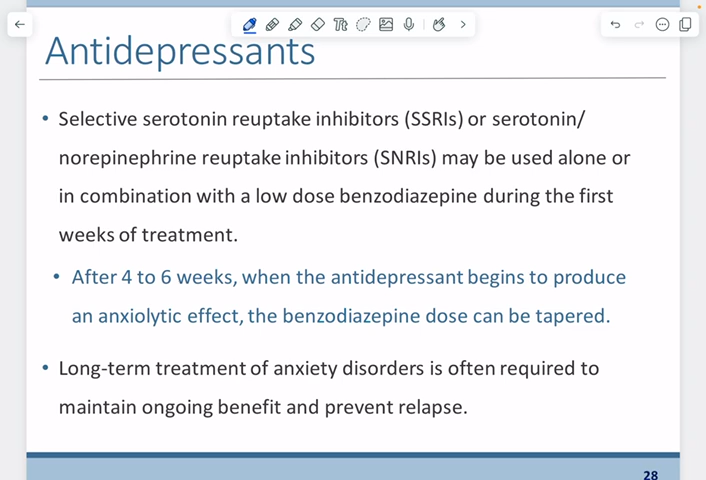 Antidepressants
• Selective serotonin reuptake inhibitors (SSRIs) or serotonin/
norepinephrine reuptake inhibitors (SNRIs) may be used alone or
in combination with a low dose benzodiazepine during the first
weeks of treatment.
• After 4 to 6 weeks, when the antidepressant begins to produce
an anxiolytic effect, the benzodiazepine dose can be tapered.
• Long-term treatment of anxiety disorders is often required to
maintain ongoing benefit and prevent relapse.
28